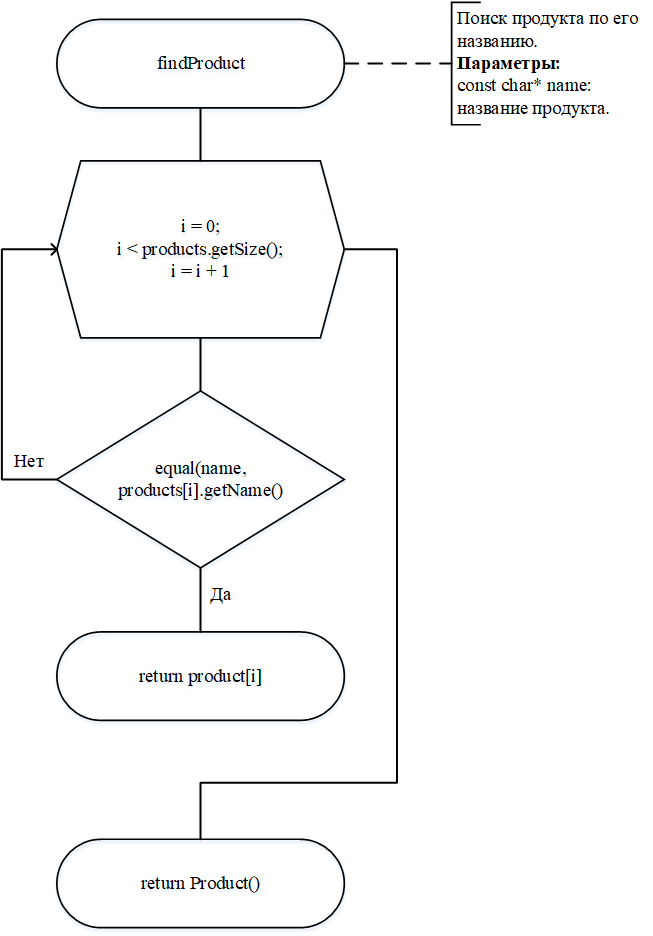 findProduct
Поиск продукта по его
названию.
Параметры:
const char* name:
название продукта.
i = 0;
i < products.getSize();
i = i + 1
Нет
equal(name,
products[i].getName()
Да
return product[i]
return Product()